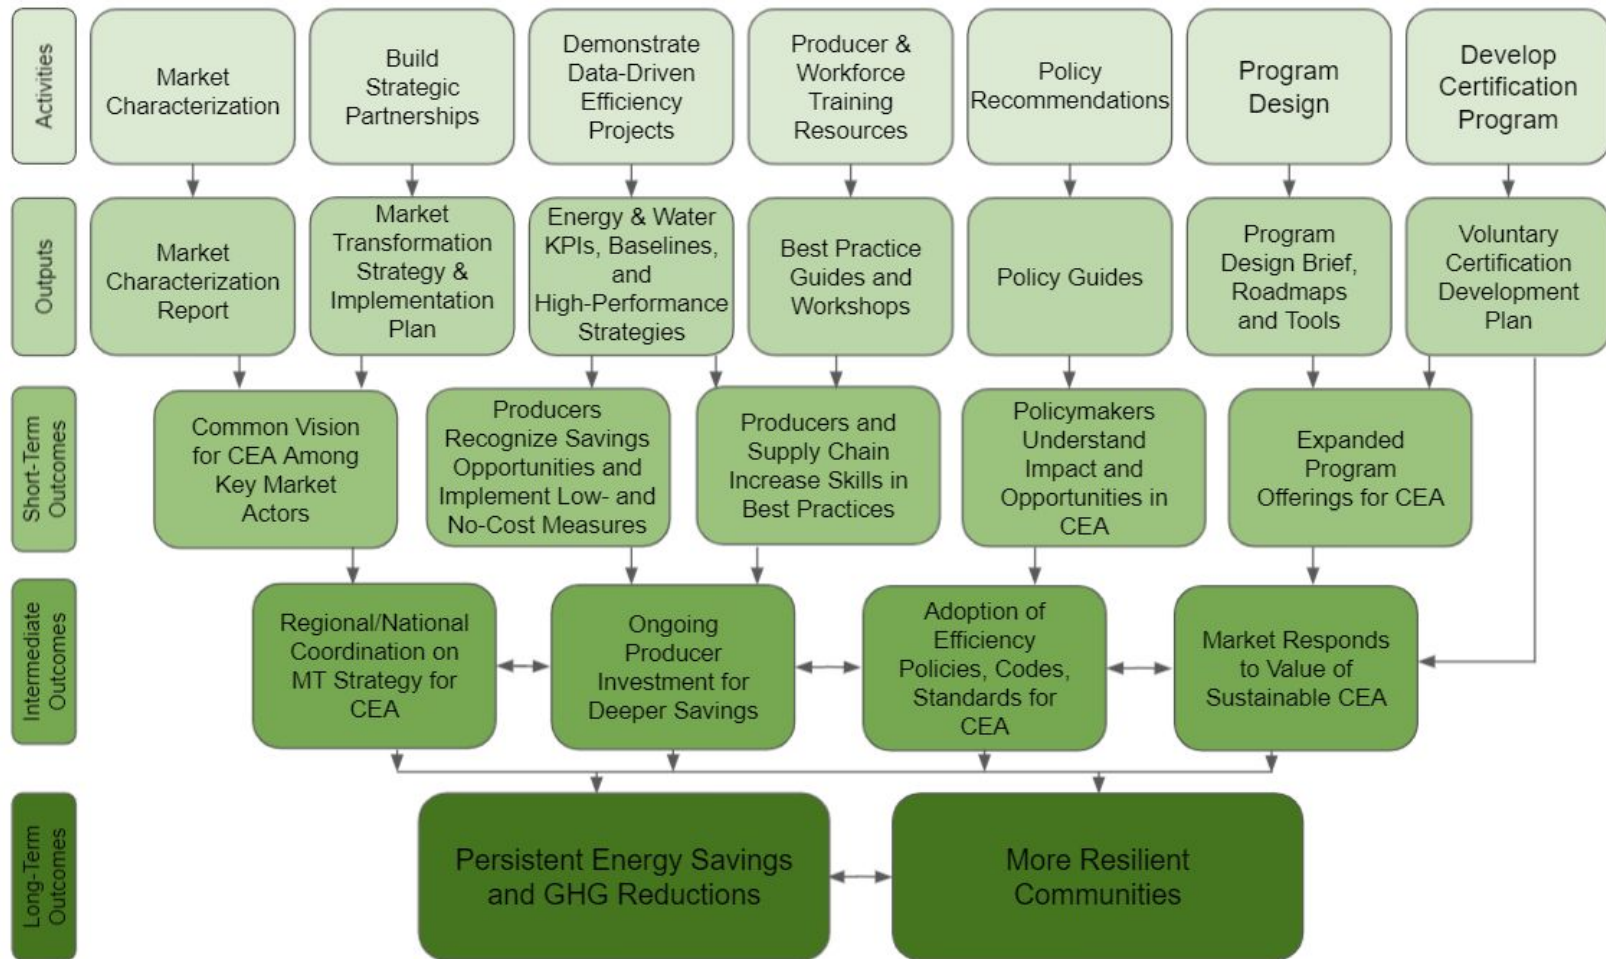 Activities
Market
Characterization
Build
Strategic
Partnerships
Demonstrate
Data-Driven
Efficiency
Projects
Producer &
Workforce
Training
Resources
Policy
Recommendations
Program
Design
Develop
Certification
Program
Outputs
Market
Characterization
Report
Market
Transformation
Strategy &
Implementation
Plan
Energy & Water
KPIs, Baselines,
and
High-Performance
Strategies
Best Practice
Guides and
Workshops
Policy Guides
Program
Design Brief,
Roadmaps
and Tools
Voluntary
Certification
Development
Plan
Short-Term
Outcomes
Common Vision
for CEA Among
Key Market
Actors
Producers
Recognize Savings
Opportunities and
Implement Low- and
No-Cost Measures
Producers and
Supply Chain
Increase Skills in
Best Practices
Policymakers
Understand
Impact and
Opportunities in
CEA
Expanded
Program
Offerings for CEA
Intermediate
Outcomes
Regional/National
Coordination on
MT Strategy for
CEA
Ongoing
Producer
Investment for
Deeper Savings
Adoption of
Efficiency
Policies, Codes,
Standards for
CEA
Market Responds
to Value of
Sustainable CEA
Long-Term
Outcomes
Persistent Energy Savings
and GHG Reductions
More Resilient
Communities